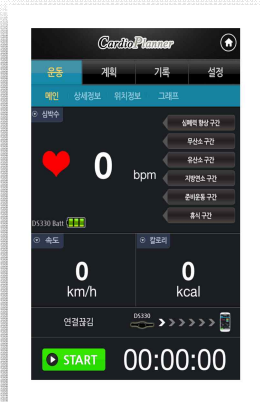 CardioPlanner
운동 계획 기록 설정
메인 상세정보 위치정보 그래프
심박수
심폐력 향상 구간
무산소 구간
유산소 구간
지방연소 구간
준비운동 구간
휴식 구간
0 bpm
DS330 Batt
속도 칼로리
0 0
km/h kcal
연결끊김 DS330
START 00:00:00